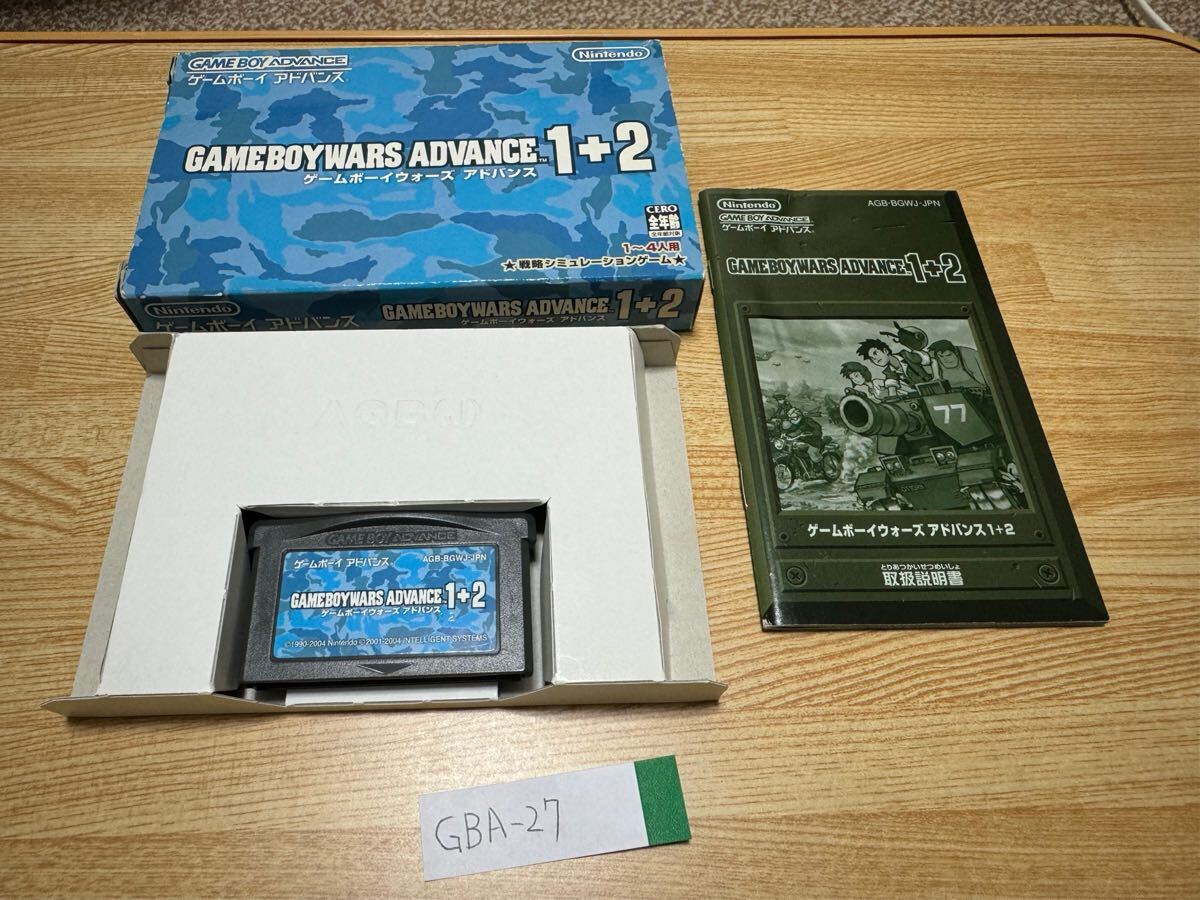 GAME BOY ADVANCE
ゲームボーイ アドバンス
Nintendo
GAMEBOYWARS ADVANCE™ 1+2
ゲームボーイウォーズ アドバンス
CERO
全年齢
全年齢対象
1〜4人用
★戦略シミュレーションゲーム★
Nintendo
ゲームボーイ アドバンス
GAMEBOYWARS ADVANCE™ 1+2
ゲームボーイウォーズ アドバンス
Nintendo
GAME BOY ADVANCE
ゲームボーイ アドバンス
AGB-BGWJ-JPN
GAMEBOYWARS ADVANCE 1+2
77
ゲームボーイウォーズ アドバンス 1+2
とりあつかいせつめいしょ
取扱説明書
GAME BOY ADVANCE
ゲームボーイ アドバンス
AGB-BGWJ-JPN
GAMEBOYWARS ADVANCE 1+2
ゲームボーイウォーズ アドバンス
©1990-2004 Nintendo ©2001-2004 INTELLIGENT SYSTEMS
GBA-27